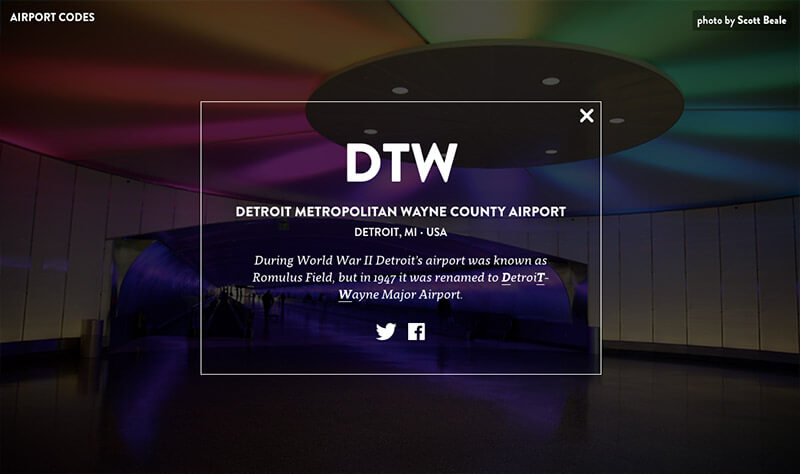 AIRPORT CODES
photo by Scott Beale
DTW
DETROIT METROPOLITAN WAYNE COUNTY AIRPORT
DETROIT, MI · USA
During World War II Detroit's airport was known as
Romulus Field, but in 1947 it was renamed to DetroiT-
Wayne Major Airport.